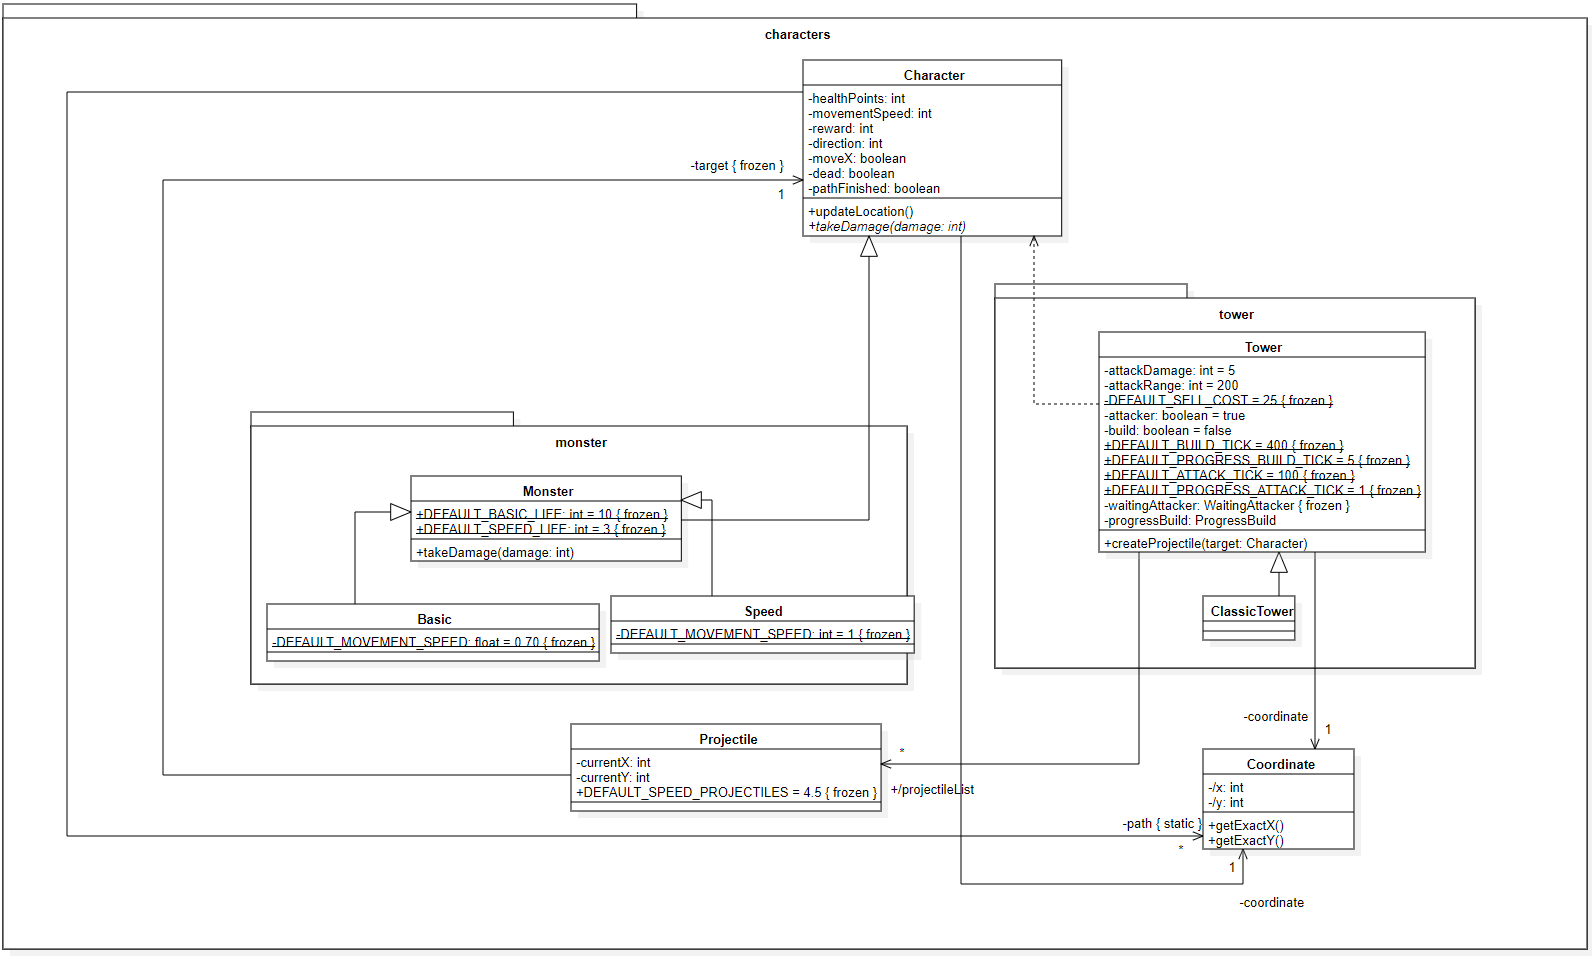 characters
Character
-healthPoints: int
-movementSpeed: int
-reward: int
-direction: int
-moveX: boolean
-dead: boolean
-pathFinished: boolean
+updateLocation()
+takeDamage(damage: int)
-target { frozen }
1
tower
Tower
-attackDamage: int = 5
-attackRange: int = 200
-DEFAULT_SELL_COST = 25 { frozen }
-attacker: boolean = true
-build: boolean = false
+DEFAULT_BUILD_TICK = 400 { frozen }
+DEFAULT_PROGRESS_BUILD_TICK = 5 { frozen }
+DEFAULT_ATTACK_TICK = 100 { frozen }
+DEFAULT_PROGRESS_ATTACK_TICK = 1 { frozen }
-waitingAttacker: WaitingAttacker { frozen }
-progressBuild: ProgressBuild
+createProjectile(target: Character)
ClassicTower
monster
Monster
+DEFAULT_BASIC_LIFE: int = 10 { frozen }
+DEFAULT_SPEED_LIFE: int = 3 { frozen }
+takeDamage(damage: int)
Basic
-DEFAULT_MOVEMENT_SPEED: float = 0.70 { frozen }
Speed
-DEFAULT_MOVEMENT_SPEED: int = 1 { frozen }
Projectile
-currentX: int
-currentY: int
+DEFAULT_SPEED_PROJECTILES = 4.5 { frozen }
*
+/projectileList
-coordinate
1
Coordinate
-/x: int
-/y: int
+getExactX()
+getExactY()
-path { static }
*
1
-coordinate